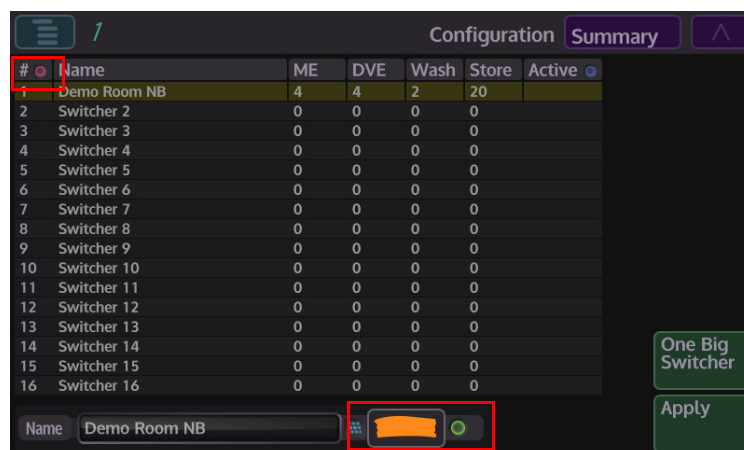 1 Configuration Summary
# Name ME DVE Wash Store Active
1 Demo Room NB 4 4 2 20
2 Switcher 2 0 0 0 0
3 Switcher 3 0 0 0 0
4 Switcher 4 0 0 0 0
5 Switcher 5 0 0 0 0
6 Switcher 6 0 0 0 0
7 Switcher 7 0 0 0 0
8 Switcher 8 0 0 0 0
9 Switcher 9 0 0 0 0
10 Switcher 10 0 0 0 0
11 Switcher 11 0 0 0 0
12 Switcher 12 0 0 0 0
13 Switcher 13 0 0 0 0
14 Switcher 14 0 0 0 0
15 Switcher 15 0 0 0 0
16 Switcher 16 0 0 0 0
One Big
Switcher
Apply
Name Demo Room NB